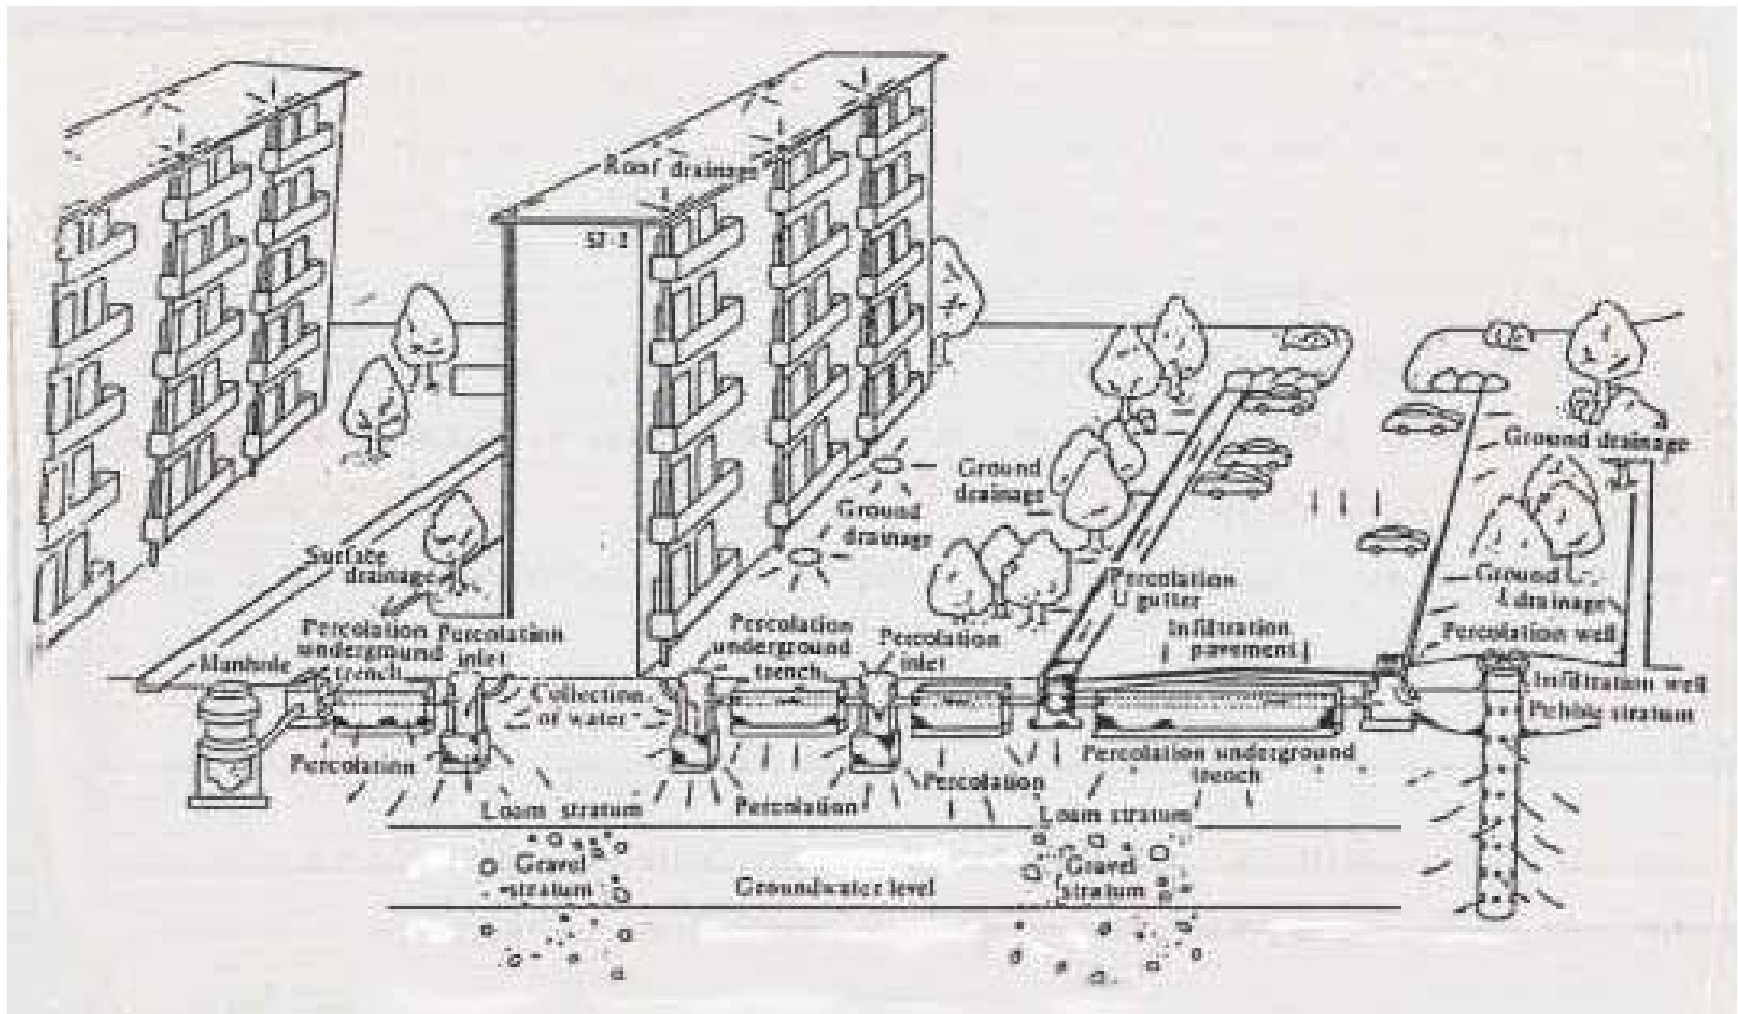 Roof drainage
Ground drainage
Ground
drainage
Ground
drainage
Surface
drainage
Percolation
gutter
Ground
drainage
Percolation
underground
trench
Percolation
inlet
Percolation
underground
trench
Percolation
inlet
Infiltration
pavement
Percolation well
Manhole
Collection
of water
Infiltration well
Pebble stratum
Percolation
Percolation underground
trench
Percolation
Percolation
Loam stratum
Loam stratum
Gravel
stratum
Groundwater level
Gravel
stratum